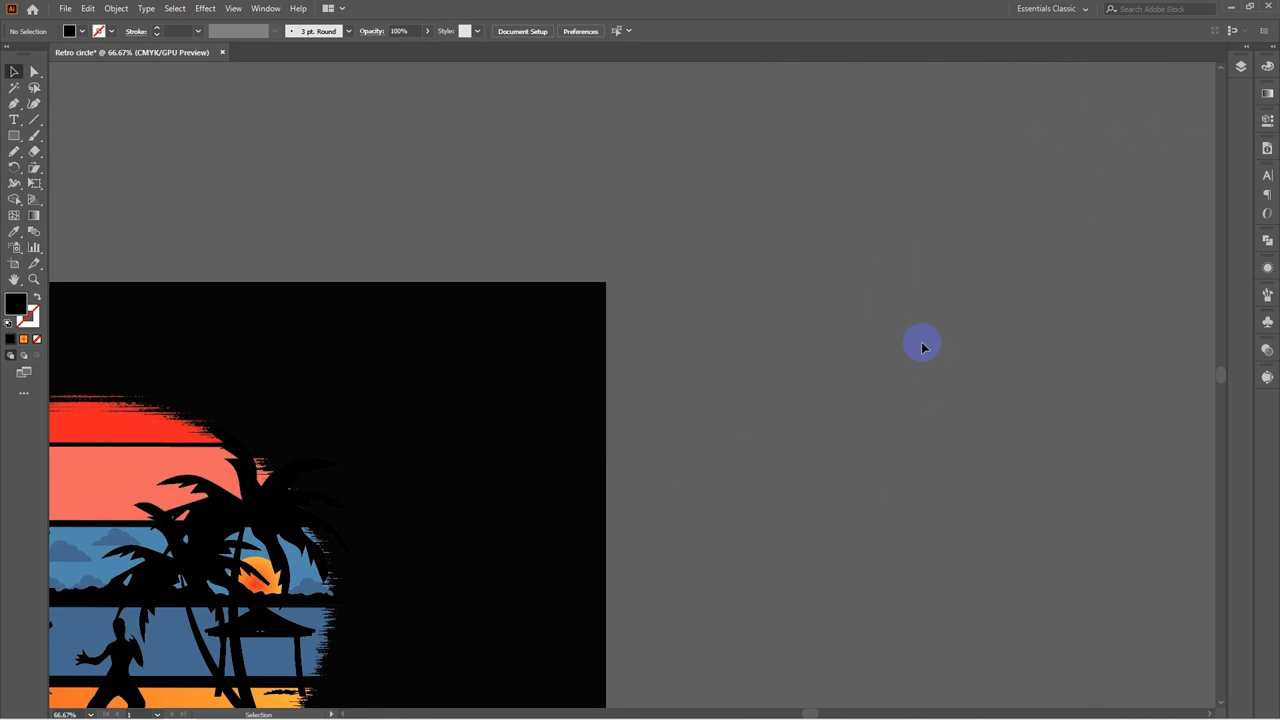 Ai File Edit Object Type Select Effect View Window Help Essentials Classic Search Adobe Stock
No Selection Stroke: 3 pt. Round Opacity: 100% Style: Document Setup Preferences
Retro circle* @ 66.67% (CMYK/GPU Preview) ×
66.67% 1 Selection